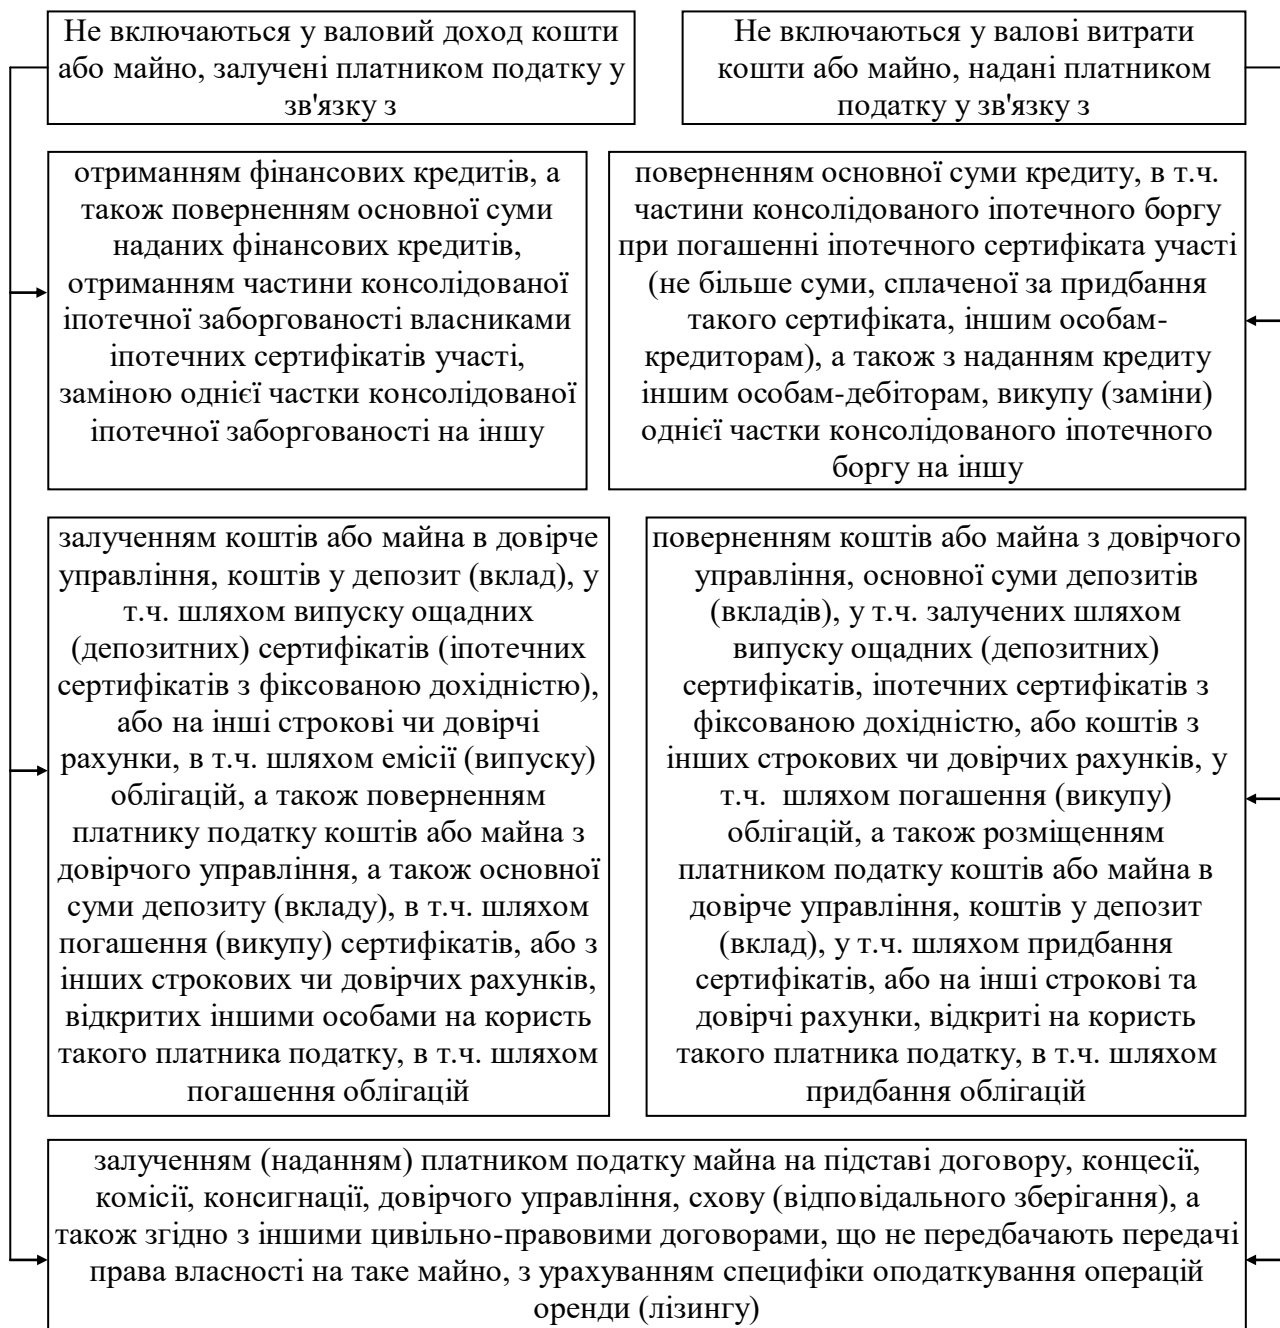 Не включаються у валовий доход кошти
або майно, залучені платником податку у
зв'язку з
Не включаються у валові витрати
кошти або майно, надані платником
податку у зв'язку з
отриманням фінансових кредитів, а
також поверненням основної суми
наданих фінансових кредитів,
отриманням частини консолідованої
іпотечної заборгованості власниками
іпотечних сертифікатів участі,
заміною однієї частки консолідованої
іпотечної заборгованості на іншу
поверненням основної суми кредиту, в т.ч.
частини консолідованого іпотечного боргу
при погашенні іпотечного сертифіката участі
(не більше суми, сплаченої за придбання
такого сертифіката, іншим особам-
кредиторам), а також з наданням кредиту
іншим особам-дебіторам, викупу (заміни)
однієї частки консолідованого іпотечного
боргу на іншу
залученням коштів або майна в довірче
управління, коштів у депозит (вклад), у
т.ч. шляхом випуску ощадних
(депозитних) сертифікатів (іпотечних
сертифікатів з фіксованою дохідністю),
або на інші строкові чи довірчі
рахунки, в т.ч. шляхом емісії (випуску)
облігацій, а також поверненням
платнику податку коштів або майна з
довірчого управління, а також основної
суми депозиту (вкладу), в т.ч. шляхом
погашення (викупу) сертифікатів, або з
інших строкових чи довірчих рахунків,
відкритих іншими особами на користь
такого платника податку, в т.ч. шляхом
погашення облігацій
поверненням коштів або майна з довірчого
управління, основної суми депозитів
(вкладів), у т.ч. залучених шляхом
випуску ощадних (депозитних)
сертифікатів, іпотечних сертифікатів з
фіксованою дохідністю, або коштів з
інших строкових чи довірчих рахунків, у
т.ч. шляхом погашення (викупу)
облігацій, а також розміщенням
платником податку коштів або майна в
довірче управління, коштів у депозит
(вклад), у т.ч. шляхом придбання
сертифікатів, або на інші строкові та
довірчі рахунки, відкриті на користь
такого платника податку, в т.ч. шляхом
придбання облігацій
залученням (наданням) платником податку майна на підставі договору, концесії,
комісії, консигнації, довірчого управління, схову (відповідального зберігання), а
також згідно з іншими цивільно-правовими договорами, що не передбачають передачі
права власності на таке майно, з урахуванням специфіки оподаткування операцій
оренди (лізингу)